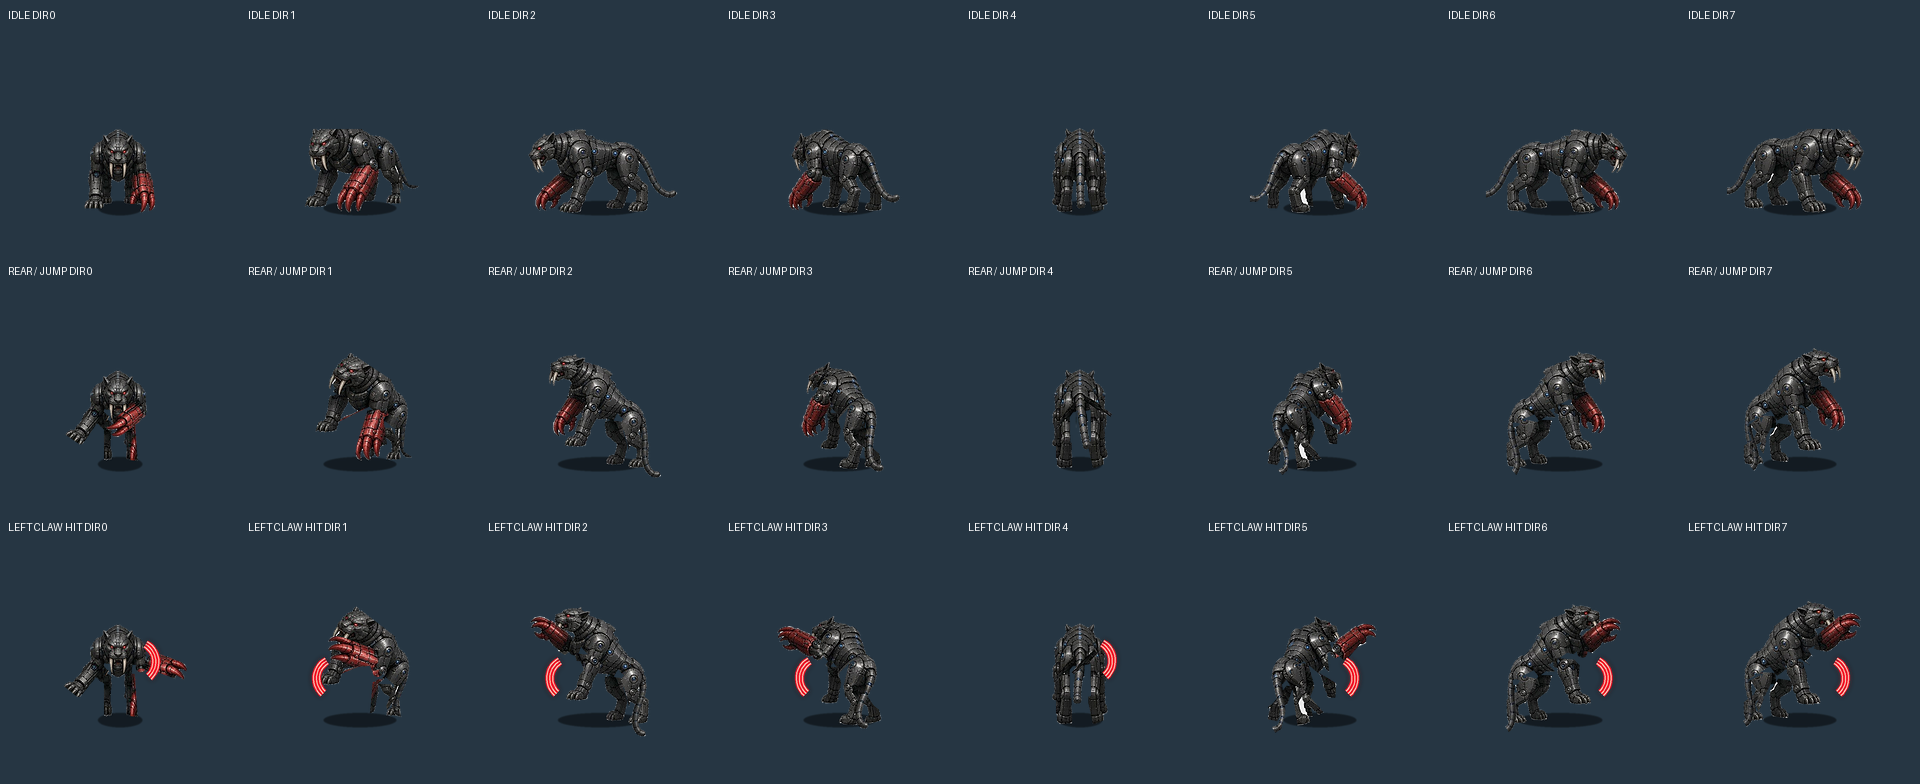 IDLE DIR0 IDLE DIR1 IDLE DIR2 IDLE DIR3 IDLE DIR4 IDLE DIR5 IDLE DIR6 IDLE DIR7
REAR / JUMP DIR0 REAR / JUMP DIR1 REAR / JUMP DIR2 REAR / JUMP DIR3 REAR / JUMP DIR4 REAR / JUMP DIR5 REAR / JUMP DIR6 REAR / JUMP DIR7
LEFTCLAW HIT DIR0 LEFTCLAW HIT DIR1 LEFTCLAW HIT DIR2 LEFTCLAW HIT DIR3 LEFTCLAW HIT DIR4 LEFTCLAW HIT DIR5 LEFTCLAW HIT DIR6 LEFTCLAW HIT DIR7